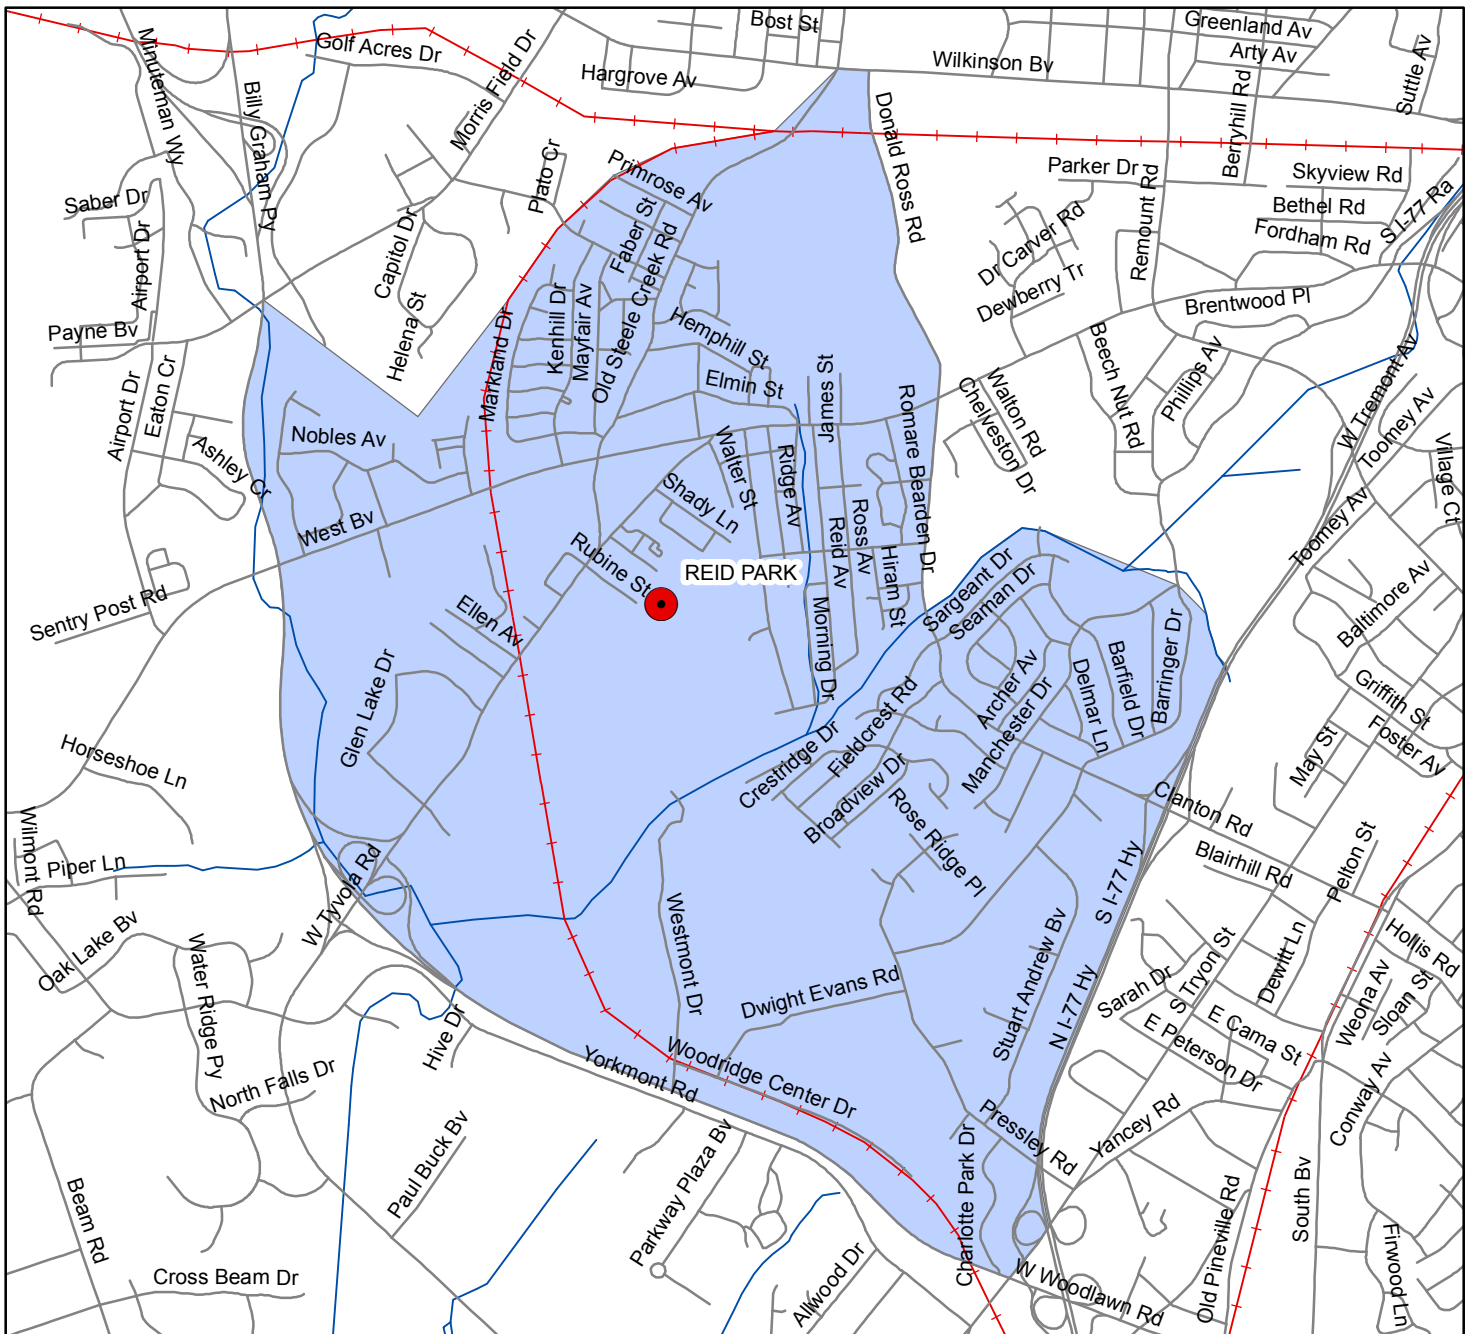 Bost St
Greenland Av
Minuteman Wy
Golf Acres Dr
Morris Field Dr
Hargrove Av
Wilkinson Bv
Arty Av
Suttle Av
Billy Graham Py
Donald Ross Rd
Berryhill Rd
Plato Cr
Primrose Av
Parker Dr
Remont Rd
Skyview Rd
Saber Dr
Airport Dr
Capitol Dr
Faber St
Old Steele Creek Rd
Dr Carver Rd
Bethel Rd
Fordham Rd
S I-77 Ra
Payne Bv
Helena St
Markland Dr
Kenhill Dr
Mayfair Av
Hemphill St
Dewberry Tr
Brentwood Pl
Airport Dr
Eaton Cr
Elmin St
James St
Romare Bearden Dr
Chelveston Dr
Walton Rd
Beech Nut Rd
Phillips Av
W Tremont Av
Toomey Av
Nobles Av
Ashley Cr
Walter St
Ridge Av
Village Ct
West Bv
Shady Ln
Reid Av
Ross Av
Toomey Av
Rubine St
REID PARK
Hiram St
Sargeant Dr
Seaman Dr
Sentry Post Rd
Ellen Av
Morning Dr
Baltimore Av
Glen Lake Dr
Archer Av
Delmar Ln
Barfield Dr
Barringer Dr
Manchester Dr
Griffith St
Foster Av
Horseshoe Ln
Crestridge Dr
Fieldcrest Rd
Broadview Dr
May St
Wilmont Rd
Rose Ridge Pl
Clanton Rd
Piper Ln
W Tyvola Rd
S I-77 Hy
Blairhill Rd
Pelton St
Oak Lake Bv
Water Ridge Py
Westmont Dr
Stuart Andrew Bv
Hollis Rd
Dwight Evans Rd
Sarah Dr
S Tryon St
Dewitt Ln
Weona Av
Sloan St
N I-77 Hy
E Peterson Dr
E Cama St
Hive Dr
Yorkmont Rd
Woodridge Center Dr
North Falls Dr
Conway Av
Pressley Rd
Yancey Rd
Paul Buck Bv
Parkway Plaza Bv
Charlotte Park Dr
Beam Rd
Old Pineville Rd
South Bv
Firwood Ln
Cross Beam Dr
Allwood Dr
W Woodlawn Rd